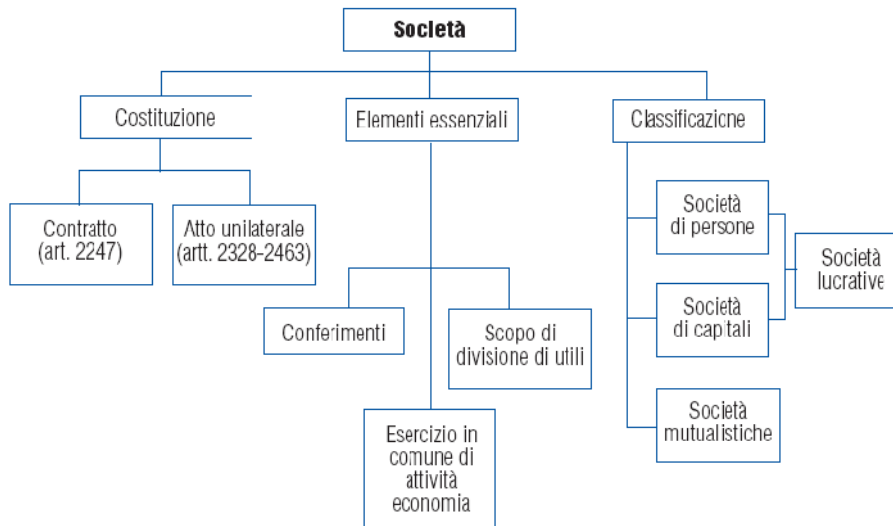 Società
Costituzione
Elementi essenziali
Classificazione
Contratto
(art. 2247)
Atto unilaterale
(artt. 2328-2463)
Conferimenti
Scopo di
divisione di utili
Esercizio in
comune di
attività
economia
Società
di persone
Società
di capitali
Società
lucrative
Società
mutualistiche